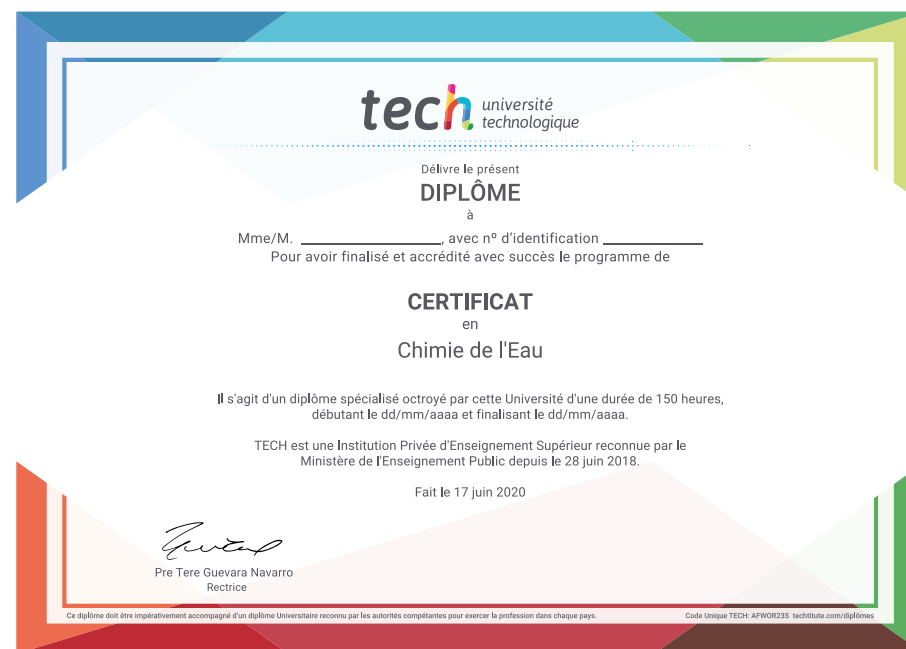 tech université
technologique
Délivre le présent
DIPLÔME
à
Mme/M. ____________________, avec nº d'identification ______________
Pour avoir finalisé et accrédité avec succès le programme de
CERTIFICAT
en
Chimie de l'Eau
Il s'agit d'un diplôme spécialisé octroyé par cette Université d'une durée de 150 heures,
débutant le dd/mm/aaaa et finalisant le dd/mm/aaaa.
TECH est une Institution Privée d'Enseignement Supérieur reconnue par le
Ministère de l'Enseignement Public depuis le 28 juin 2018.
Fait le 17 juin 2020
Pre Tere Guevara Navarro
Rectrice
Ce diplôme doit être impérativement accompagné d'un diplôme Universitaire reconnu par les autorités compétantes pour exercer la profession dans chaque pays.
Code Unique TECH: AFWOR23S techtitute.com/diplômes